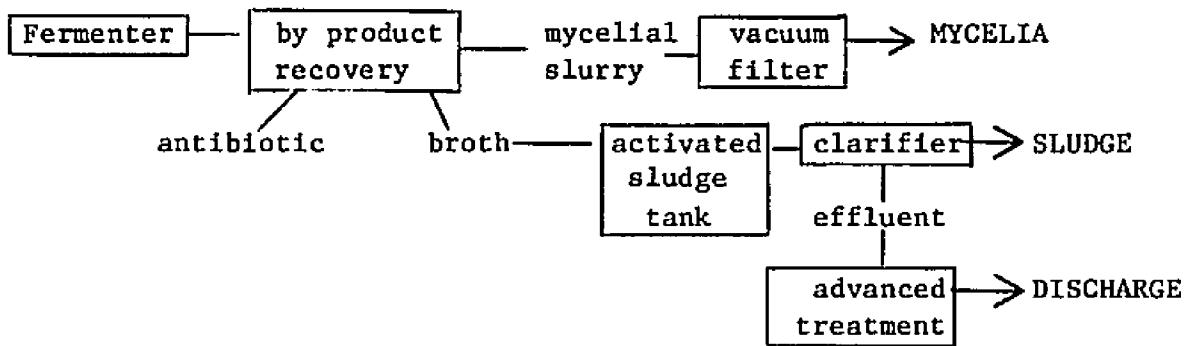 Fermenter
by product
recovery
mycelial
slurry
vacuum
filter
MYCELIA
antibiotic
broth
activated
sludge
tank
clarifier
SLUDGE
effluent
advanced
treatment
DISCHARGE